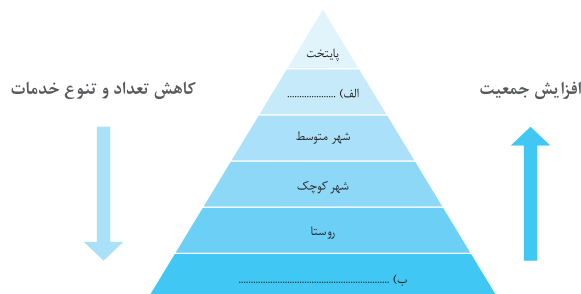 پایتخت
الف) ...................
شهر متوسط
شهر کوچک
روستا
ب) ................................................................
افزایش جمعیت
کاهش تعداد و تنوع خدمات